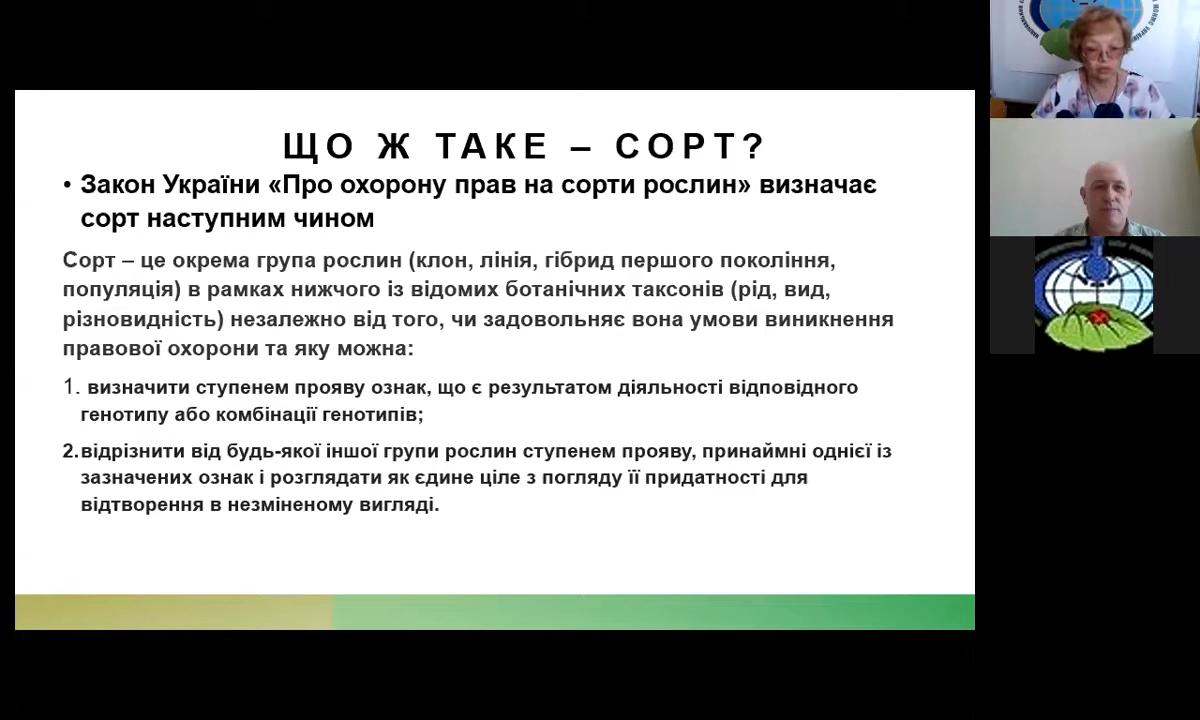 ЩО Ж ТАКЕ – СОРТ?
• Закон України «Про охорону прав на сорти рослин» визначає
сорт наступним чином
Сорт – це окрема група рослин (клон, лінія, гібрид першого покоління,
популяція) в рамках нижчого із відомих ботанічних таксонів (рід, вид,
різновидність) незалежно від того, чи задовольняє вона умови виникнення
правової охорони та яку можна:
1. визначити ступенем прояву ознак, що є результатом діяльності відповідного
генотипу або комбінації генотипів;
2. відрізнити від будь-якої іншої групи рослин ступенем прояву, принаймні однієї із
зазначених ознак і розглядати як єдине ціле з погляду її придатності для
відтворення в незміненому вигляді.